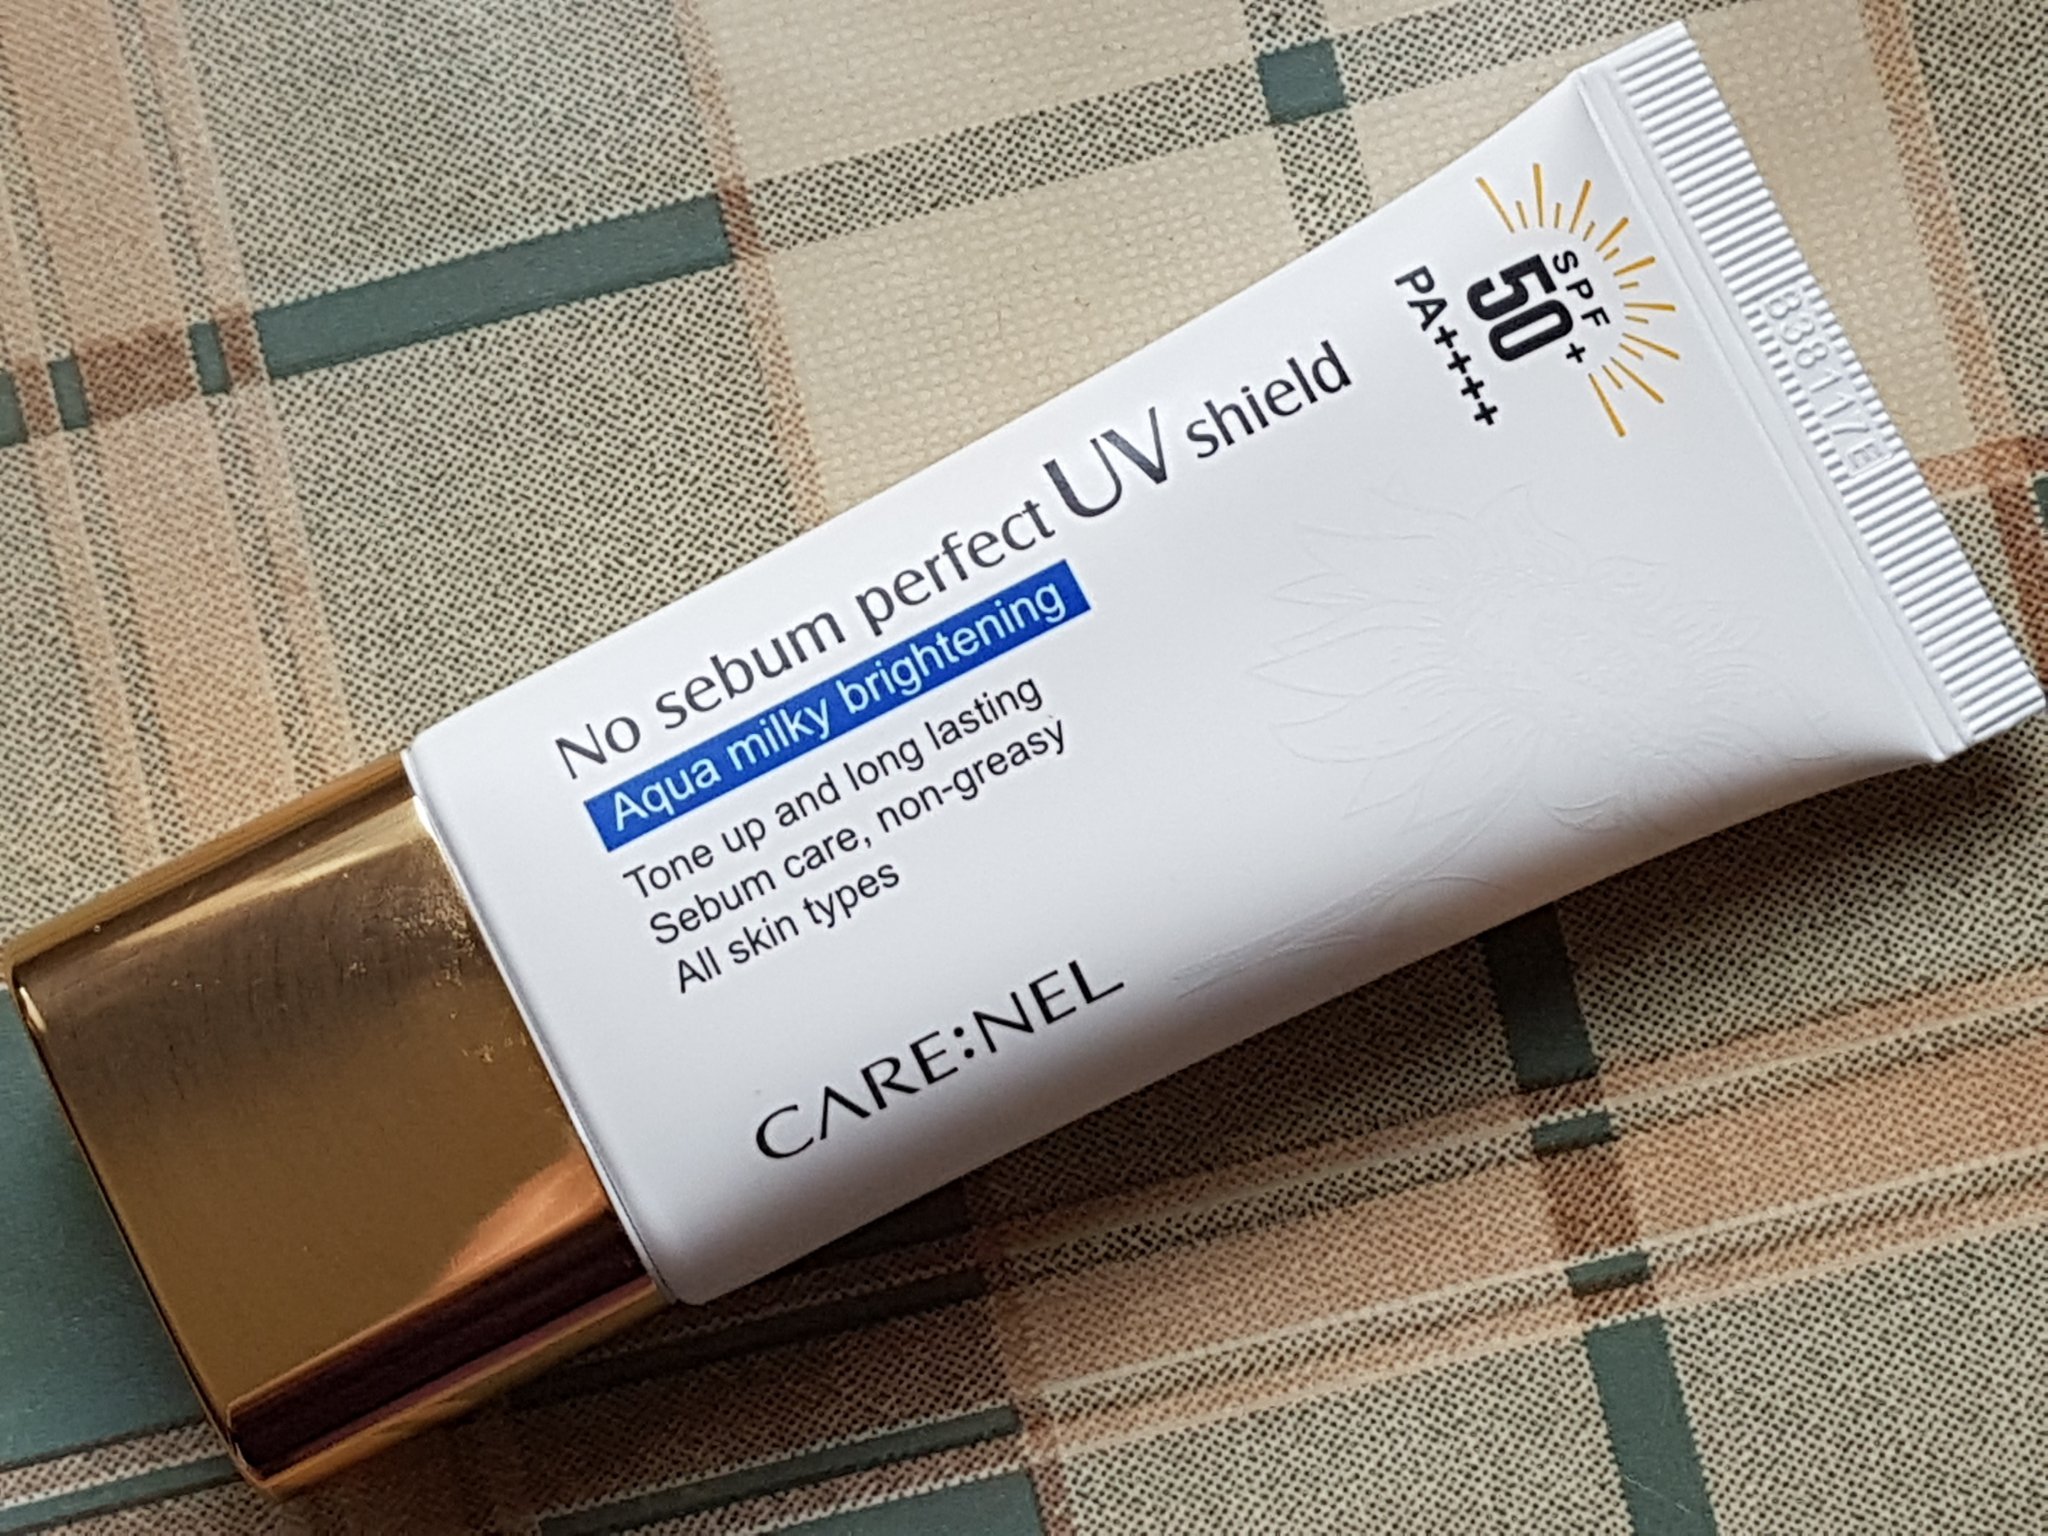 No sebum perfect UV shield
Aqua milky brightening
Tone up and long lasting
Sebum care, non-greasy
All skin types
CARE:NEL
SPF
50+
PA++++